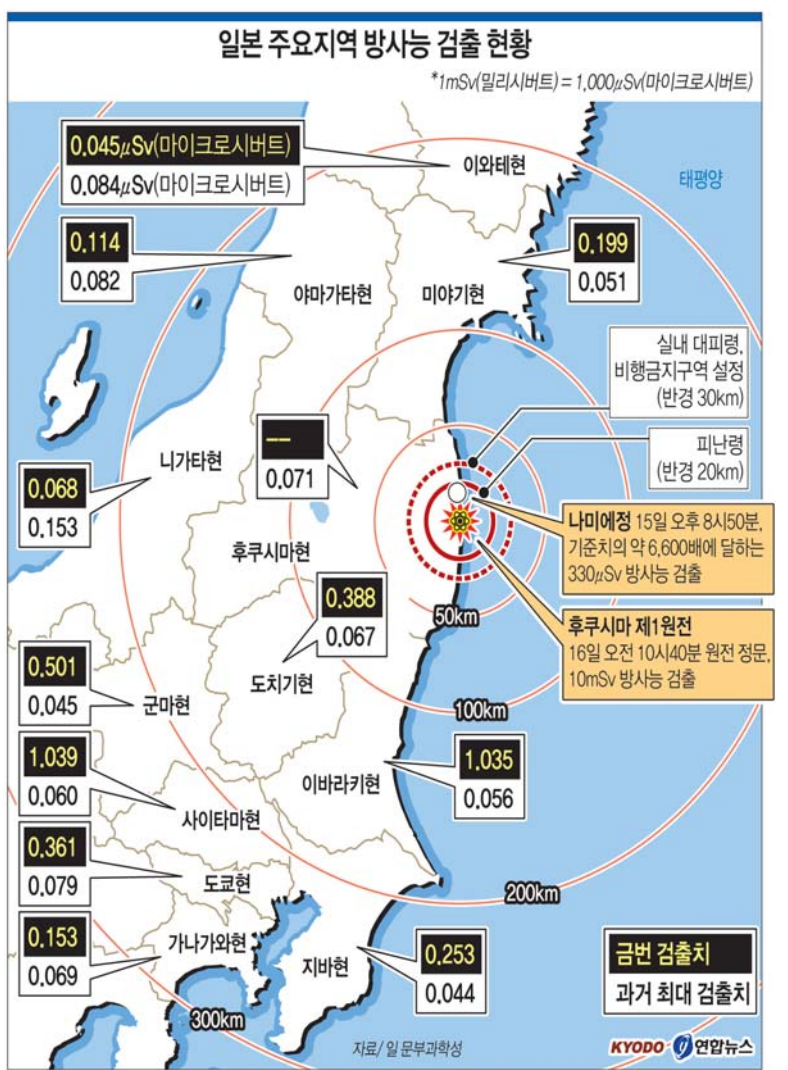 일본 주요지역 방사능 검출 현황
*1mSv(밀리시버트) = 1,000μSv(마이크로시버트)
0.045μSv(마이크로시버트)
0.084μSv(마이크로시버트)
이와테현
태평양
0.114
0.082
야마가타현
미야기현
0.199
0.051
실내 대피령,
비행금지구역 설정
(반경 30km)
피난령
(반경 20km)
--
0.071
니가타현
0.068
0.153
나미에정 15일 오후 8시50분,
기준치의 약 6,600배에 달하는
330μSv 방사능 검출
후쿠시마현
0.388
0.067
50km
후쿠시마 제1원전
16일 오전 10시40분 원전 정문,
10mSv 방사능 검출
0.501
0.045
군마현
도치기현
100km
1.039
0.060
사이타마현
이바라키현
1.035
0.056
0.361
0.079
도쿄현
200km
0.153
0.069
가나가와현
지바현
0.253
0.044
금번 검출치
과거 최대 검출치
300km
자료/ 일 문부과학성
KYODO 연합뉴스